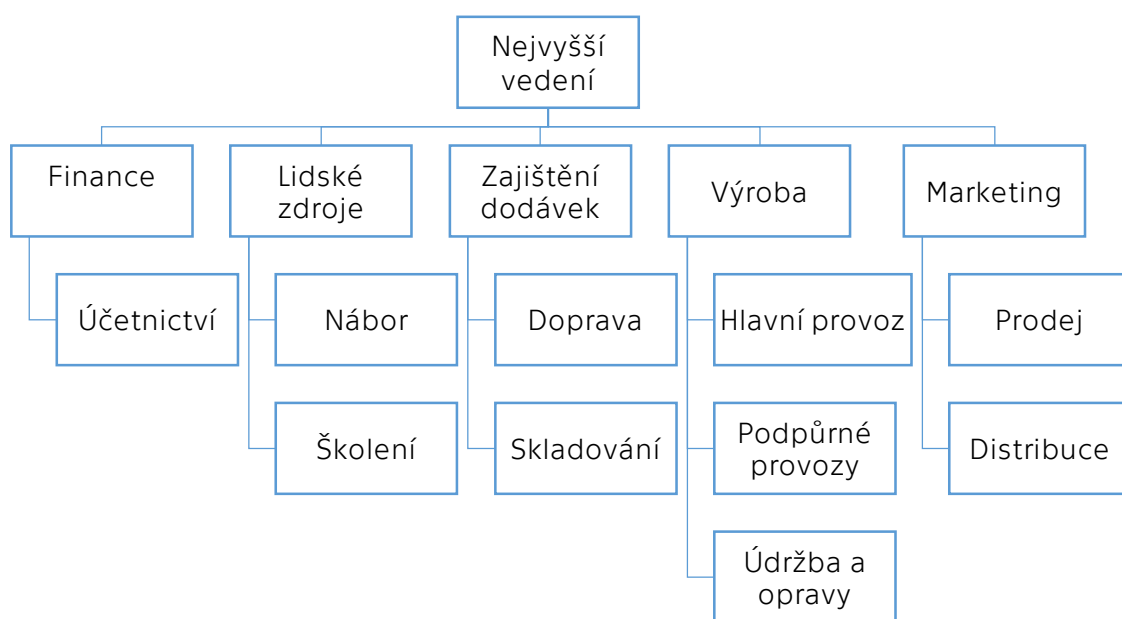 Nejvyšší
vedení
Finance
Lidské
zdroje
Zajištění
dodávek
Výroba
Marketing
Účetnictví
Nábor
Doprava
Hlavní provoz
Prodej
Školení
Skladování
Podpůrné
provozy
Distribuce
Údržba a
opravy